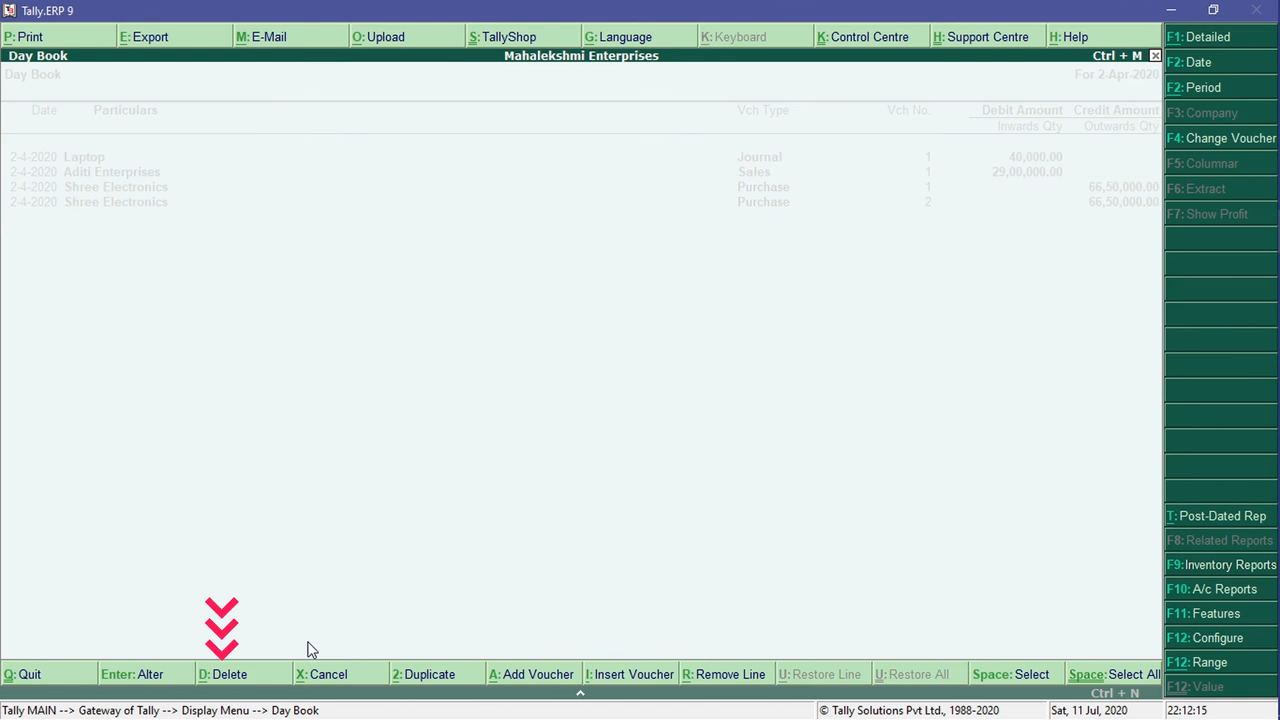 Tally.ERP 9
P: Print E: Export M: E-Mail O: Upload S: TallyShop G: Language K: Keyboard K: Control Centre H: Support Centre H: Help
Day Book Mahalekshmi Enterprises Ctrl + M
Day Book For 2-Apr-2020
Date Particulars Vch Type Vch No. Debit Amount Credit Amount
Inwards Qty Outwards Qty
2-4-2020 Laptop Journal 1 40,000.00
2-4-2020 Aditi Enterprises Sales 1 29,00,000.00
2-4-2020 Shree Electronics Purchase 1 66,50,000.00
2-4-2020 Shree Electronics Purchase 2 66,50,000.00
F1: Detailed
F2: Date
F2: Period
F3: Company
F4: Change Voucher
F5: Columnar
F6: Extract
F7: Show Profit
T: Post-Dated Rep
F8: Related Reports
F9: Inventory Reports
F10: A/c Reports
F11: Features
F12: Configure
F12: Range
F12: Value
Q: Quit Enter: Alter D: Delete X: Cancel 2: Duplicate A: Add Voucher I: Insert Voucher R: Remove Line U: Restore Line U: Restore All Space: Select Space: Select All
Ctrl + N
Tally MAIN --> Gateway of Tally --> Display Menu --> Day Book © Tally Solutions Pvt Ltd., 1988-2020 Sat, 11 Jul, 2020 22:12:15